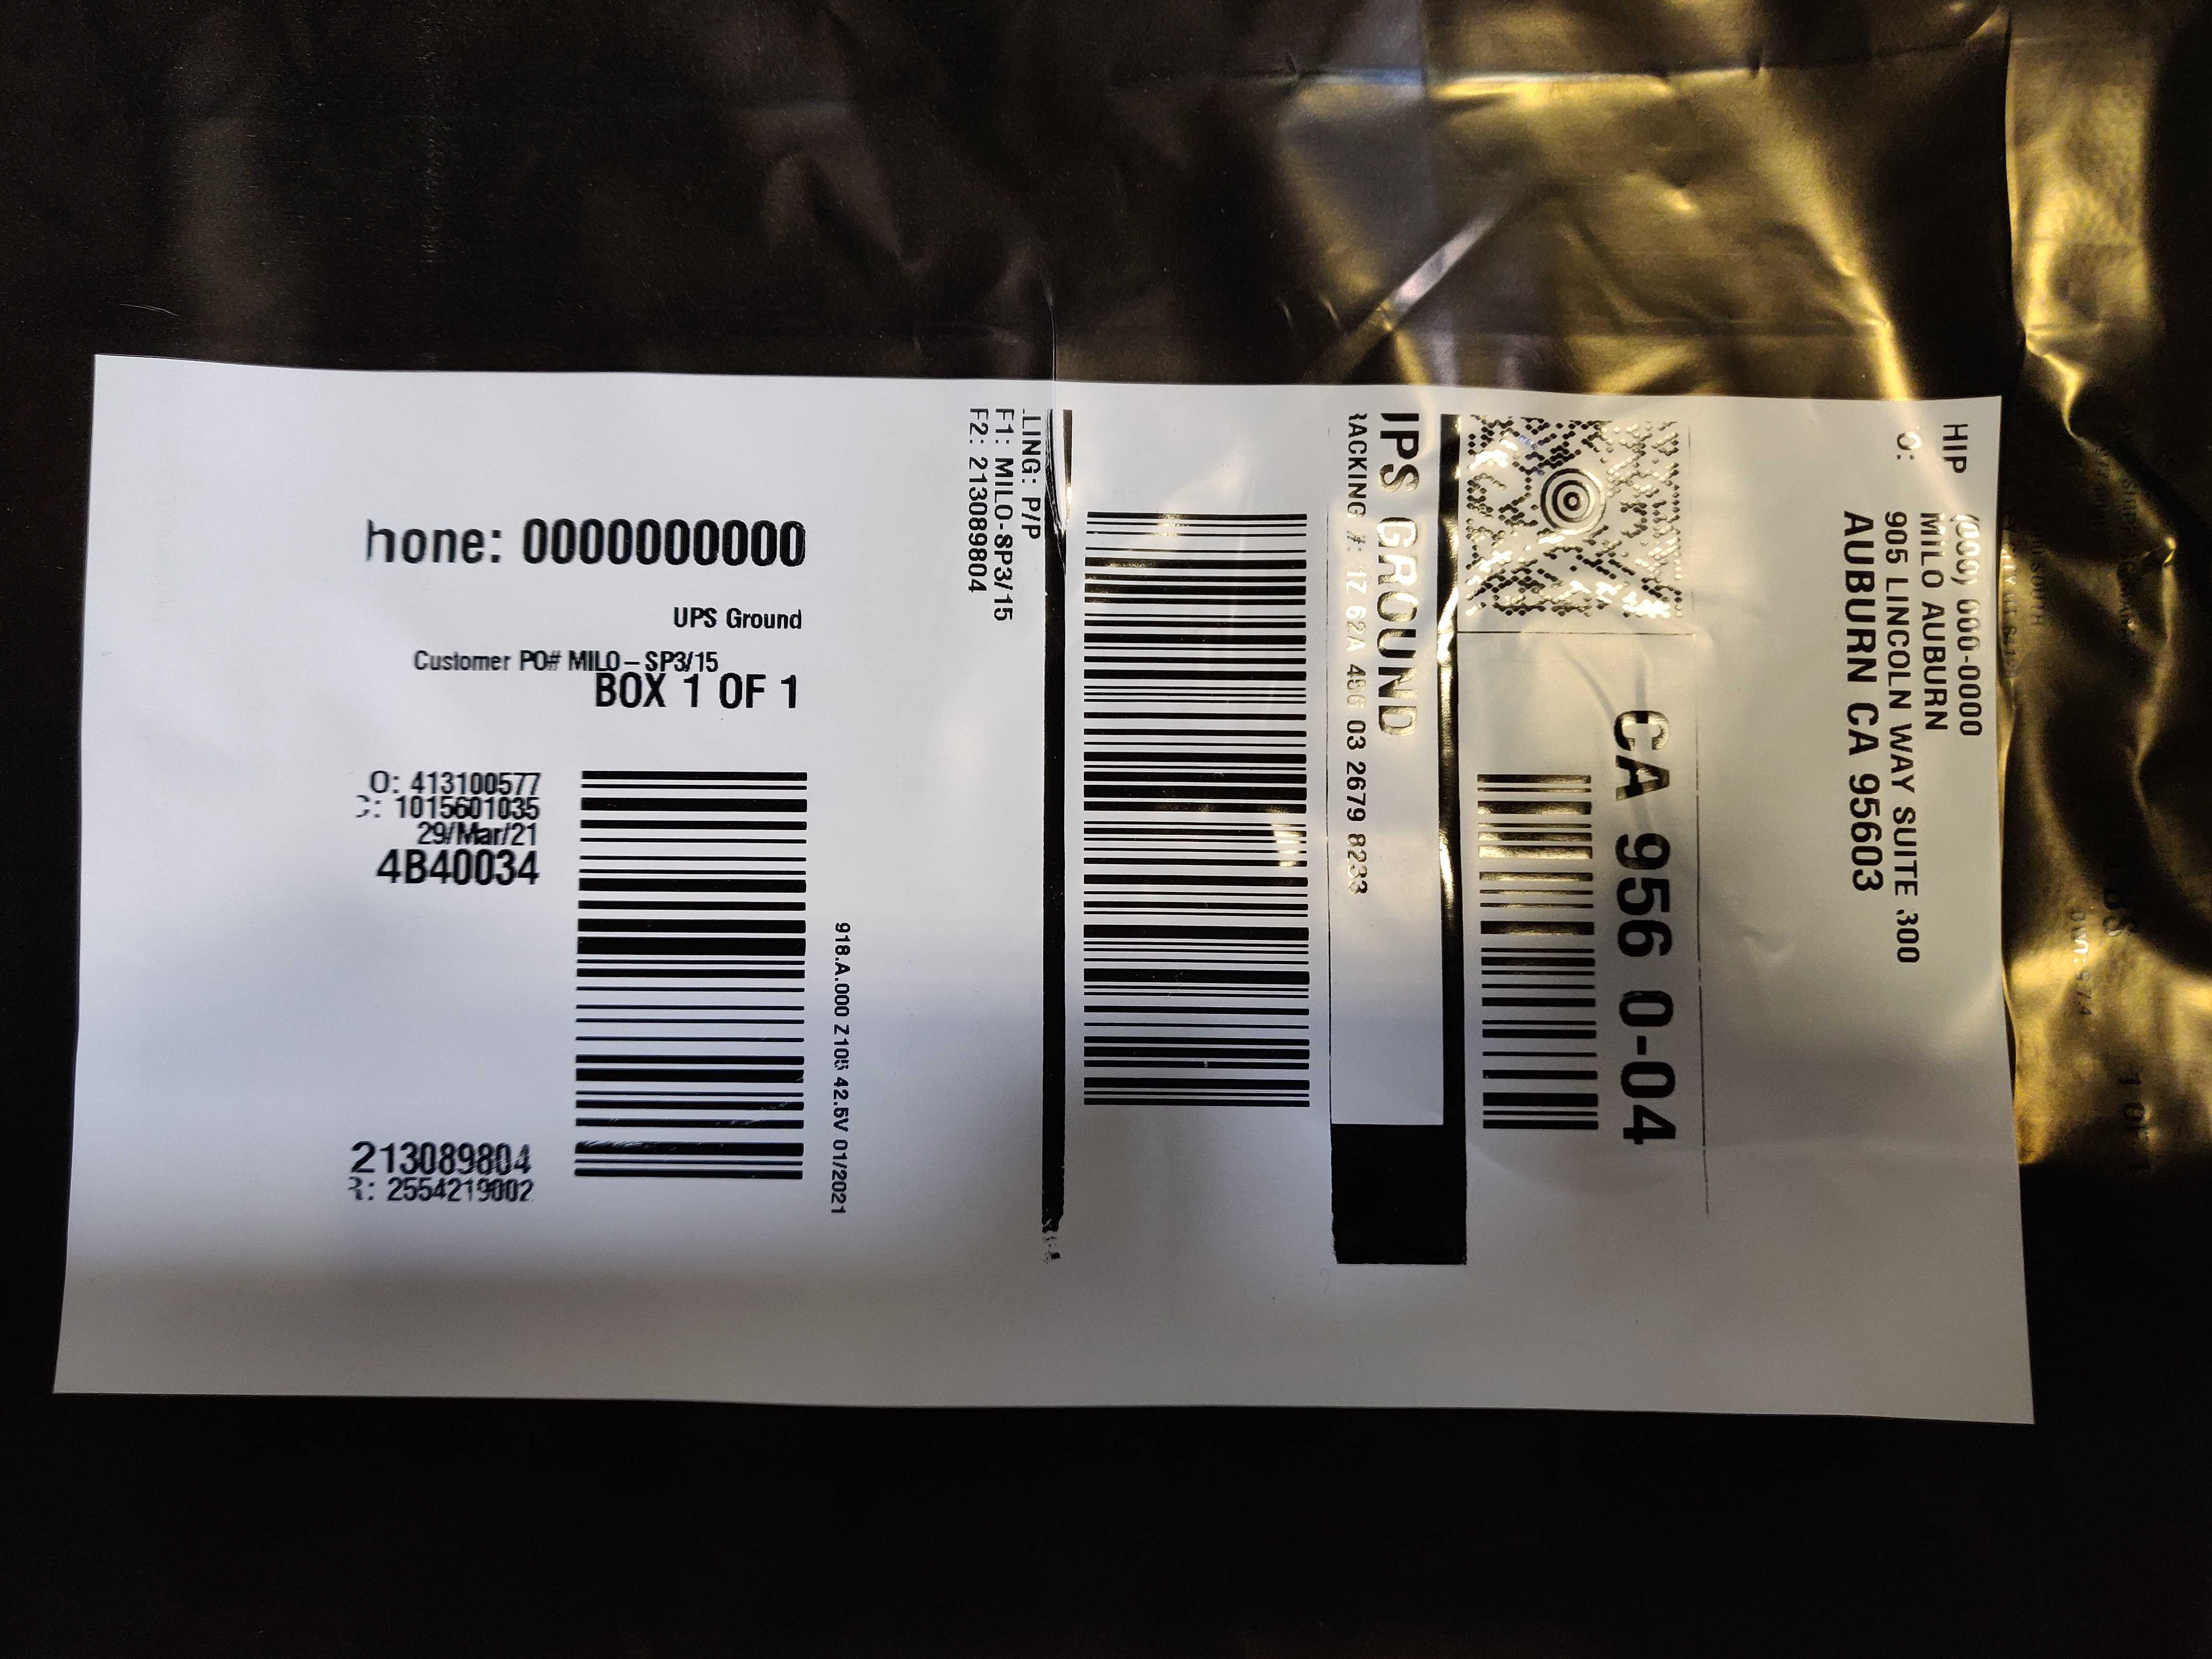 HIP (000) 000-0000
O: MILO AUBURN
905 LINCOLN WAY SUITE 300
AUBURN CA 95603
CA 956 0-04
IPS GROUND
RACKING #: 1Z 62A 456 03 2679 8233
LING: P/P
F1: MILO-SP3/15
F2: 213089804
hone: 0000000000
UPS Ground
Customer PO# MILO-SP3/15
BOX 1 OF 1
O: 413100577
C: 1015601035
29/Mar/21
4B40034
918.A.000 Z105 42.5V 01/2021
213089804
R: 2554219002